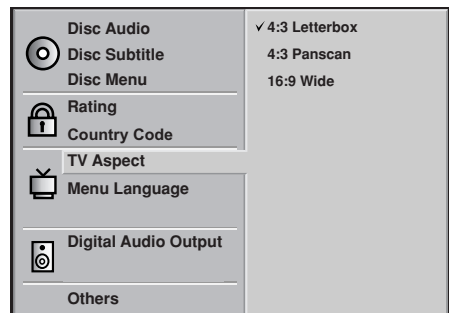 Disc Audio
Disc Subtitle
Disc Menu
Rating
Country Code
TV Aspect
Menu Language
Digital Audio Output
Others
✓ 4:3 Letterbox
4:3 Panscan
16:9 Wide